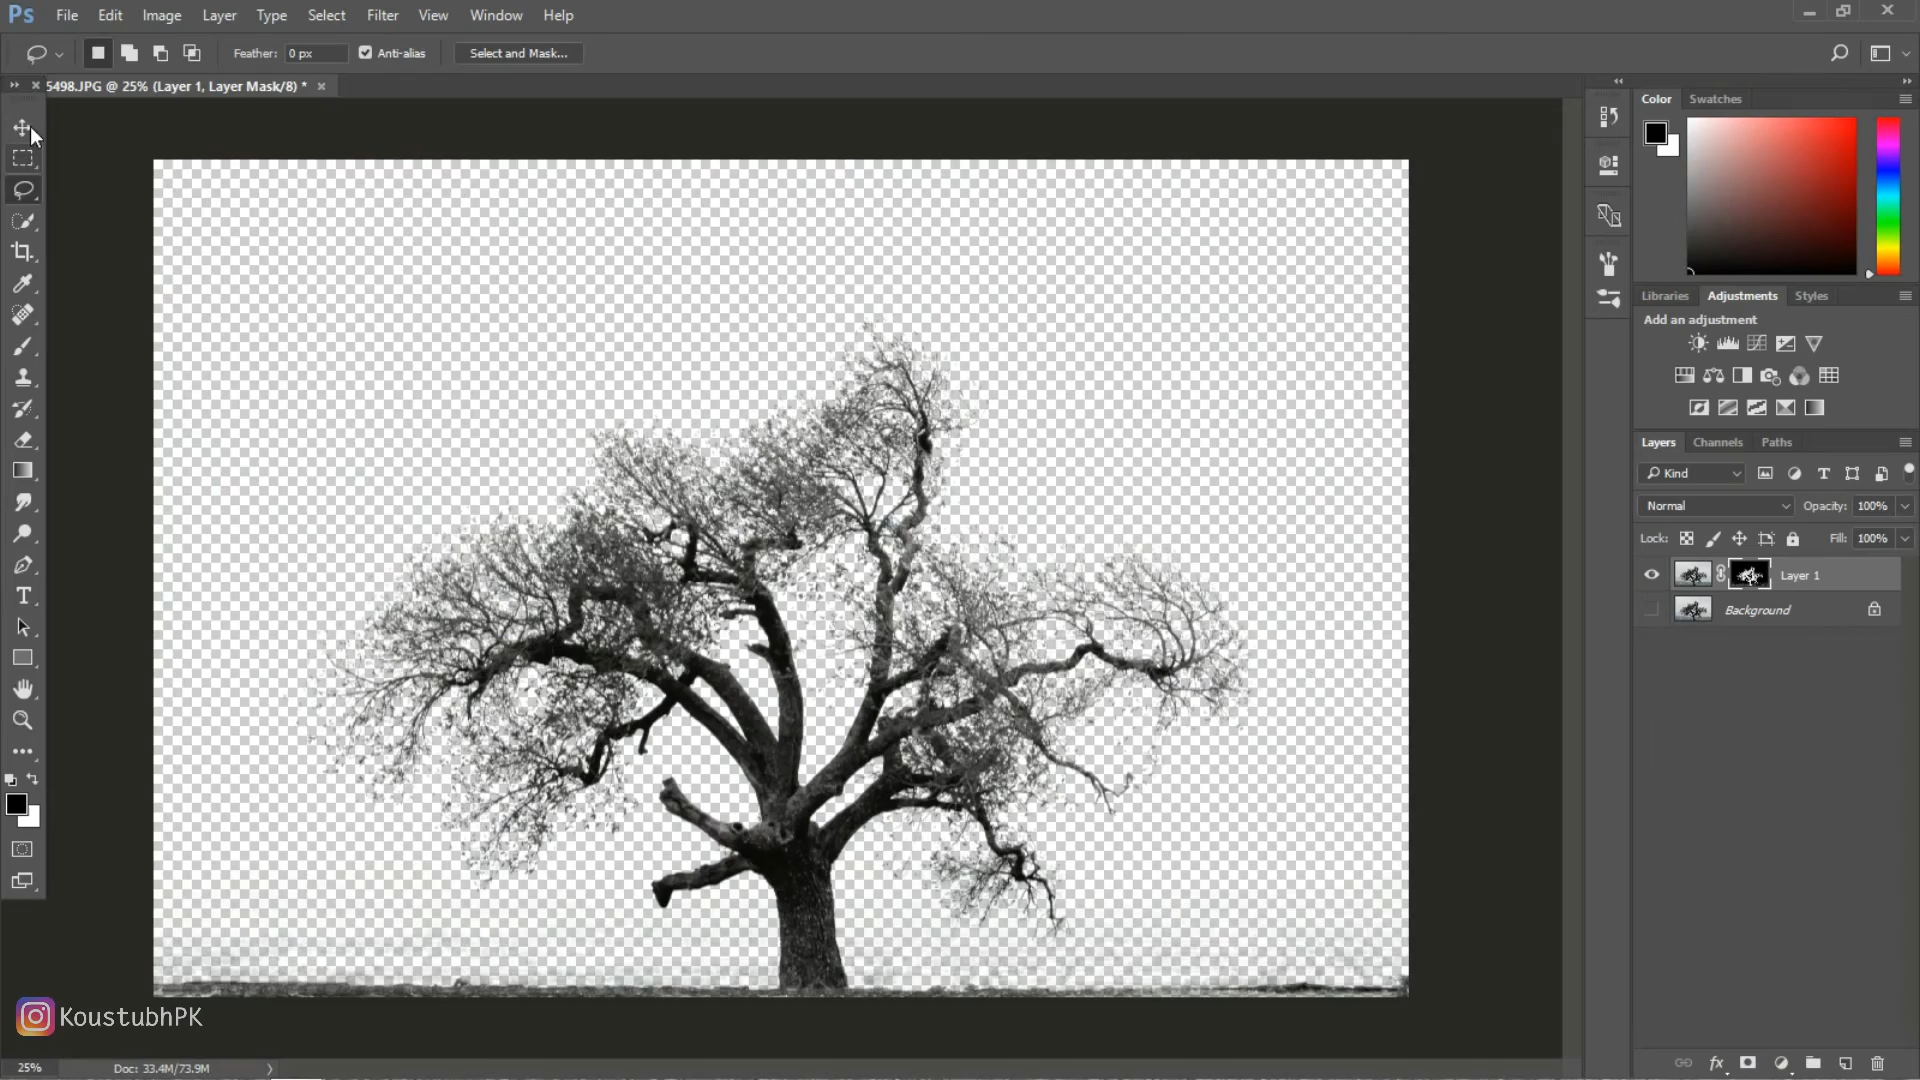 Ps File Edit Image Layer Type Select Filter View Window Help
Feather: 0 px Anti-alias Select and Mask...
5498.JPG @ 25% (Layer 1, Layer Mask/8) *
Color Swatches
Libraries Adjustments Styles
Add an adjustment
Layers Channels Paths
Kind
Normal Opacity: 100%
Lock: Fill: 100%
Layer 1
Background
KoustubhPK
25% Doc: 33.4M/73.9M